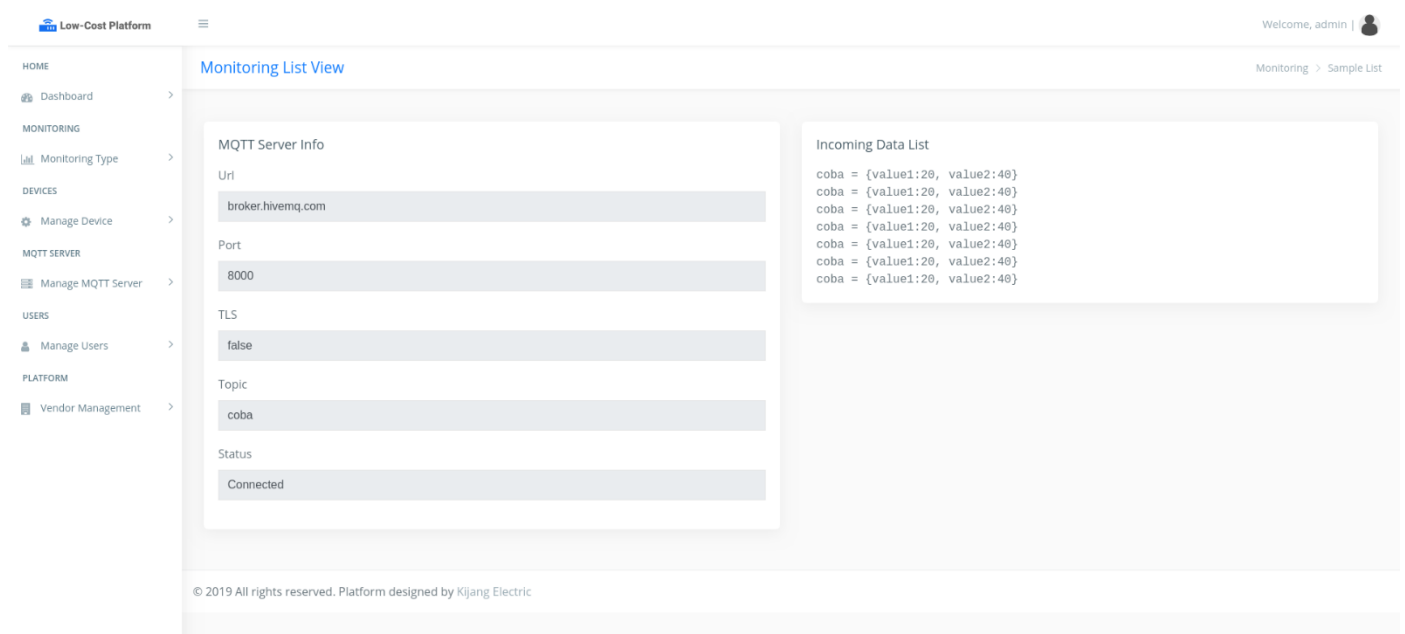 Low-Cost Platform
Welcome, admin |
HOME
Dashboard
MONITORING
Monitoring Type
DEVICES
Manage Device
MQTT SERVER
Manage MQTT Server
USERS
Manage Users
PLATFORM
Vendor Management
Monitoring List View
Monitoring > Sample List
MQTT Server Info
Url
broker.hivemq.com
Port
8000
TLS
false
Topic
coba
Status
Connected
Incoming Data List
coba = {value1:20, value2:40}
coba = {value1:20, value2:40}
coba = {value1:20, value2:40}
coba = {value1:20, value2:40}
coba = {value1:20, value2:40}
coba = {value1:20, value2:40}
coba = {value1:20, value2:40}
© 2019 All rights reserved. Platform designed by Kijang Electric